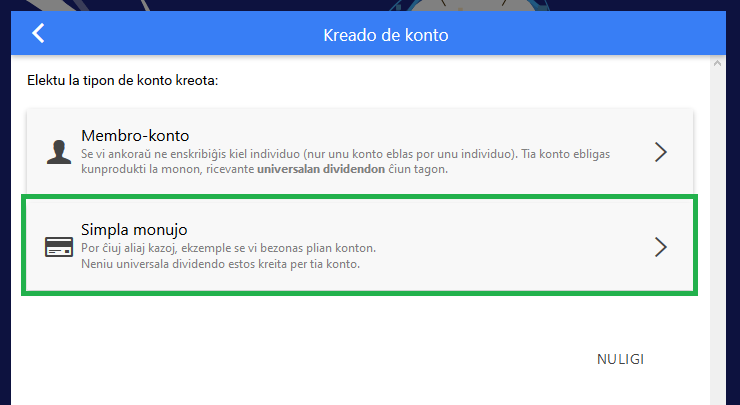 Kreado de konto
Elektu la tipon de konto kreota:
Membro-konto
Se vi ankoraŭ ne enskribiĝis kiel individuo (nur unu konto eblas por unu individuo). Tia konto ebligas
kunprodukti la monon, ricevante universalan dividendon ĉiun tagon.
Simpla monujo
Por ĉiuj aliaj kazoj, ekzemple se vi bezonas plian konton.
Neniu universala dividendo estos kreita per tia konto.
NULIGI